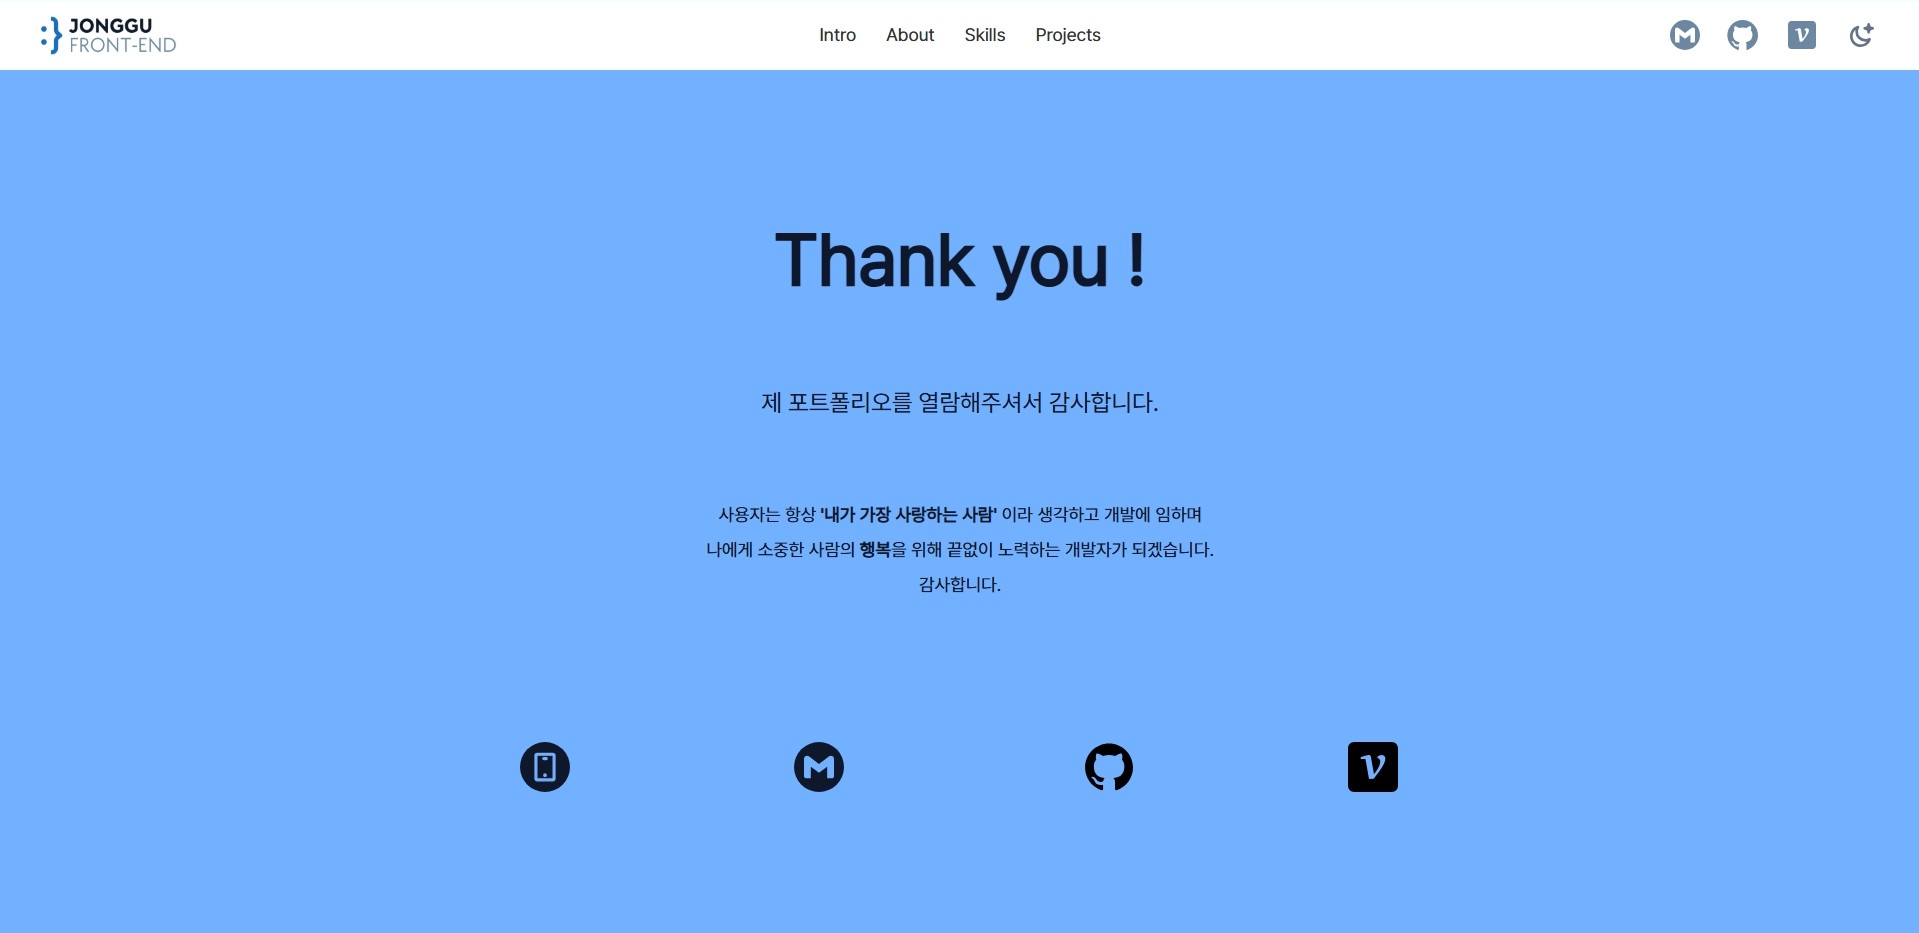 JONGGU
FRONT-END
Intro About Skills Projects
Thank you !
제 포트폴리오를 열람해주셔서 감사합니다.
사용자는 항상 '내가 가장 사랑하는 사람' 이라 생각하고 개발에 임하며
나에게 소중한 사람의 행복을 위해 끝없이 노력하는 개발자가 되겠습니다.
감사합니다.